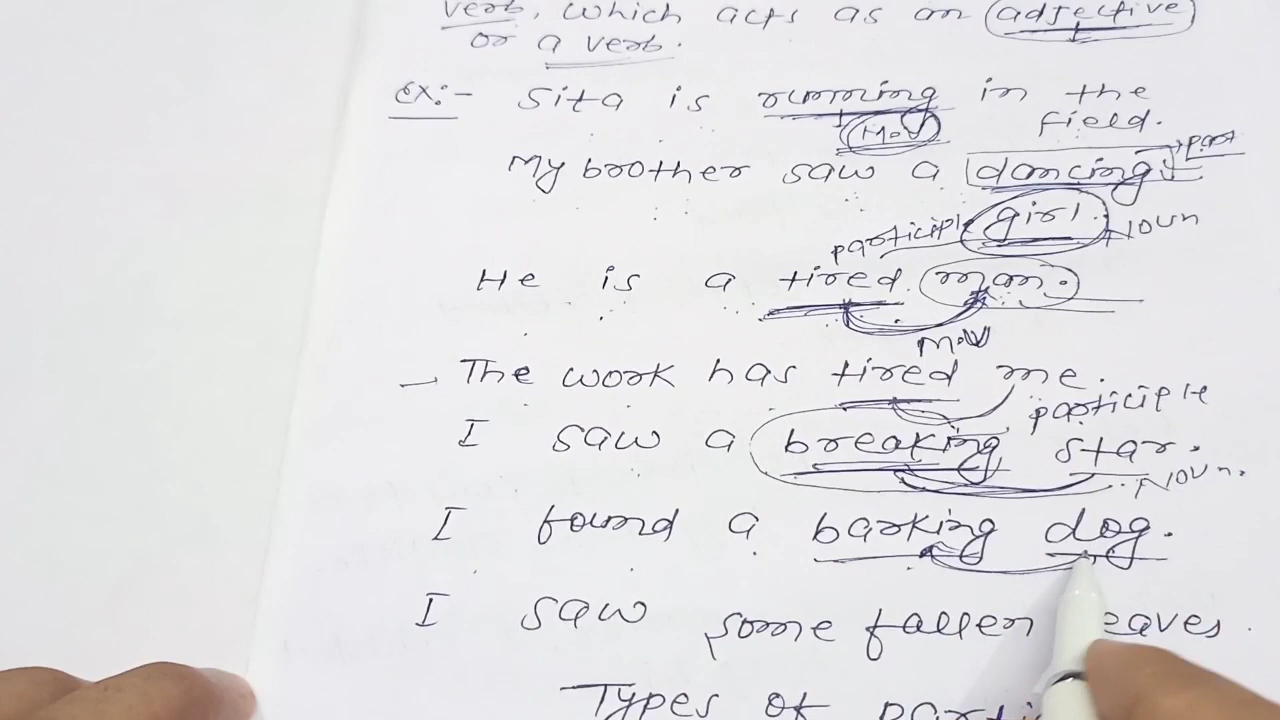 verb, which acts as an adjective
or a verb.
ex:- Sita is running in the
field.
M.V
My brother saw a dancing
part
girl.
Noun
participle
He is a tired man.
M.V
The work has tired me.
participle
I saw a breaking star.
Noun.
I found a barking dog.
I saw some fallen leaves.
Types of parti